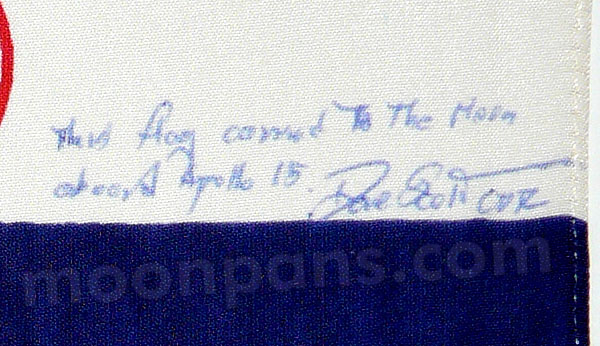 This flag carried To The Moon
aboard Apollo 15. Dave Scott CDR
moonpans.com